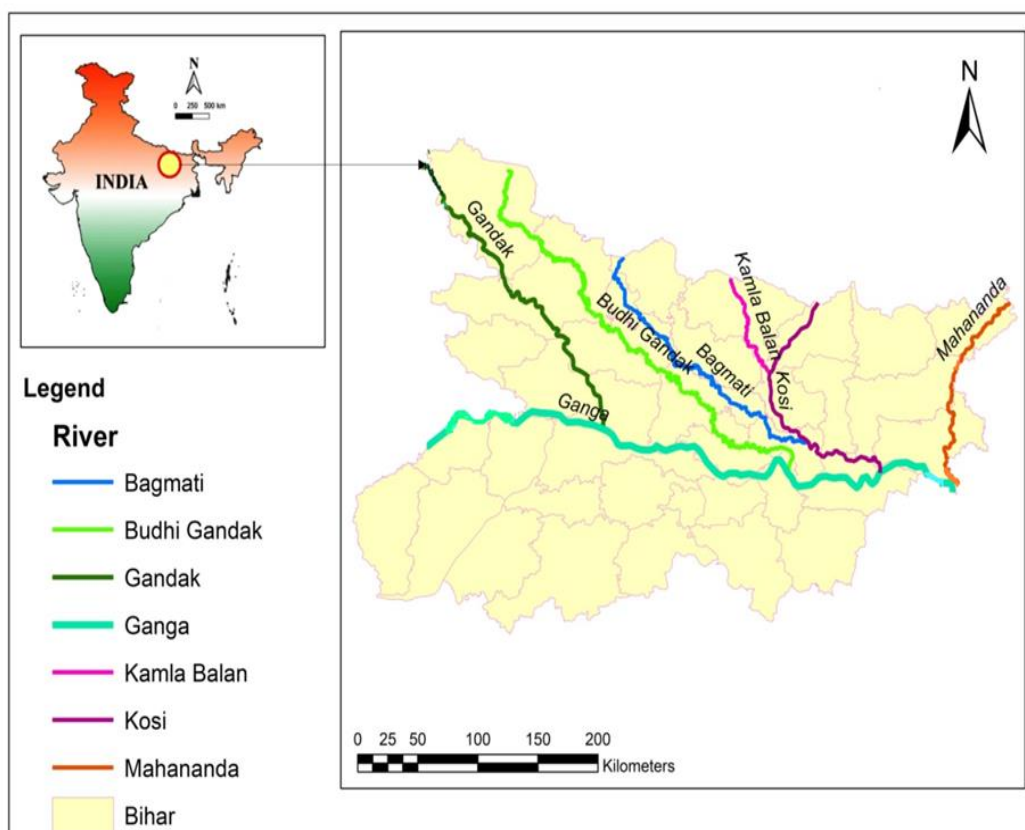 N
0 250 500 km
INDIA
Legend
River
Bagmati
Budhi Gandak
Gandak
Ganga
Kamla Balan
Kosi
Mahananda
Bihar
N
Gandak
Budhi Gandak
Bagmati
Kamla Balan
Kosi
Mahananda
Ganga
0 25 50 100 150 200
Kilometers